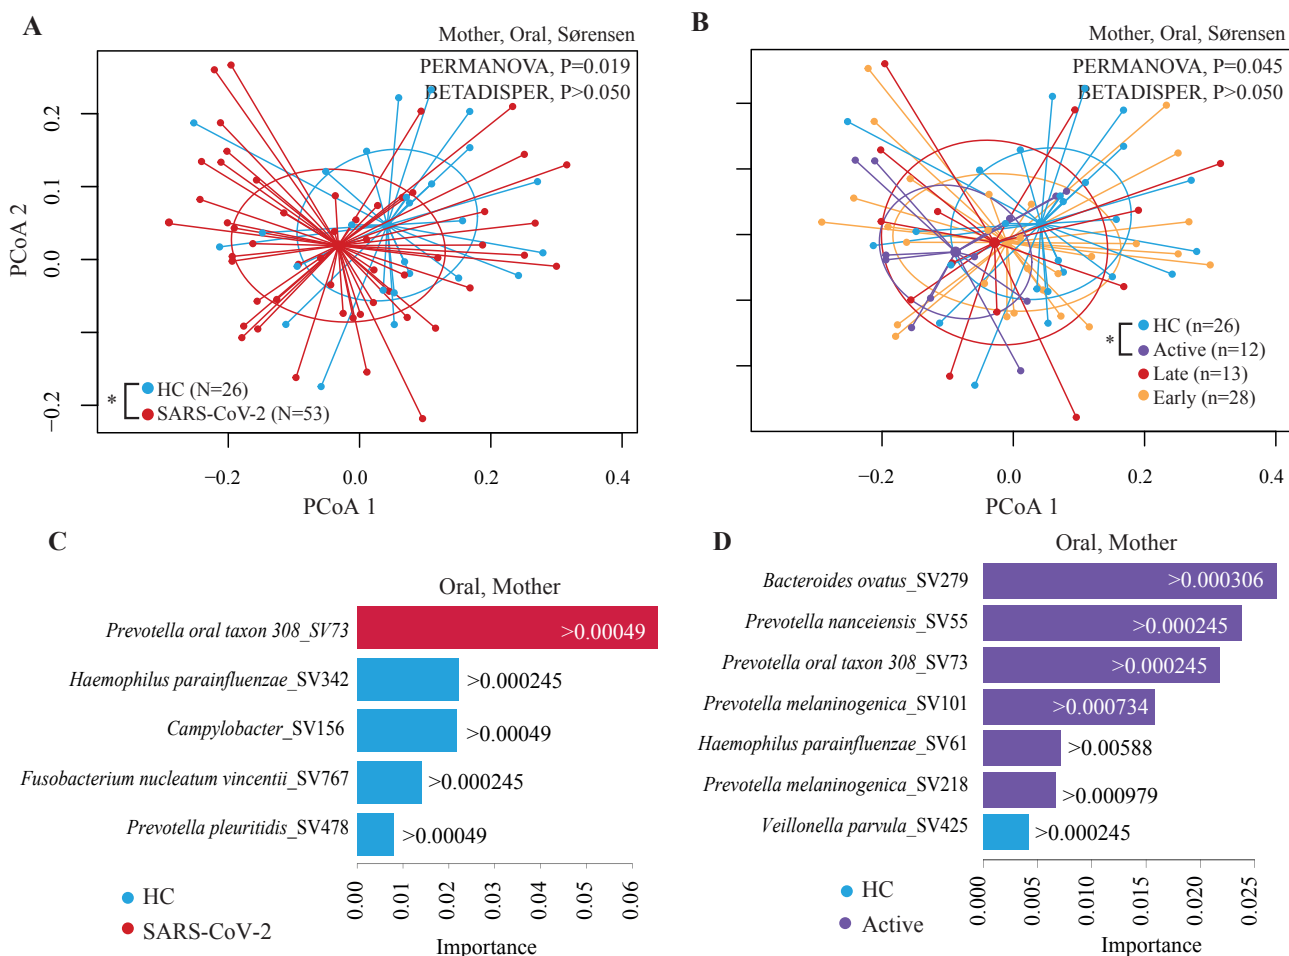 A
Mother, Oral, Sørensen
PERMANOVA, P=0.019
BETADISPER, P>0.050
PCoA 2
0.2
0.1
0.0
−0.2
* HC (N=26)
SARS-CoV-2 (N=53)
−0.2 0.0 0.2 0.4
PCoA 1
B
Mother, Oral, Sørensen
PERMANOVA, P=0.045
BETADISPER, P>0.050
HC (n=26)
* Active (n=12)
Late (n=13)
Early (n=28)
−0.2 0.0 0.2 0.4
PCoA 1
C
Oral, Mother
Prevotella oral taxon 308_SV73 >0.00049
Haemophilus parainfluenzae_SV342 >0.000245
Campylobacter_SV156 >0.00049
Fusobacterium nucleatum vincentii_SV767 >0.000245
Prevotella pleuritidis_SV478 >0.00049
0.00 0.01 0.02 0.03 0.04 0.05 0.06
HC
SARS-CoV-2
Importance
D
Oral, Mother
Bacteroides ovatus_SV279 >0.000306
Prevotella nanceiensis_SV55 >0.000245
Prevotella oral taxon 308_SV73 >0.000245
Prevotella melaninogenica_SV101 >0.000734
Haemophilus parainfluenzae_SV61 >0.00588
Prevotella melaninogenica_SV218 >0.000979
Veillonella parvula_SV425 >0.000245
0.000 0.005 0.010 0.015 0.020 0.025
HC
Active
Importance